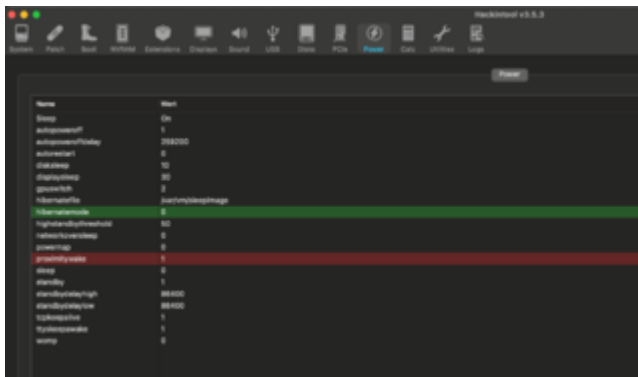 Hackintool v3.5.3
System Patch Boot NVRAM Extensions Displays Sound USB Disks PCIe Power Calc Utilities Logs
Power
Name Wert
Sleep On
autopoweroff 1
autopoweroffdelay 259200
autorestart 0
disksleep 10
displaysleep 30
gpuswitch 2
hibernatefile /var/vm/sleepimage
hibernatemode 0
highstandbythreshold 50
networkoversleep 0
powernap 0
proximitywake 1
sleep 0
standby 1
standbydelayhigh 86400
standbydelaylow 86400
tcpkeepalive 1
ttyskeepawake 1
womp 0